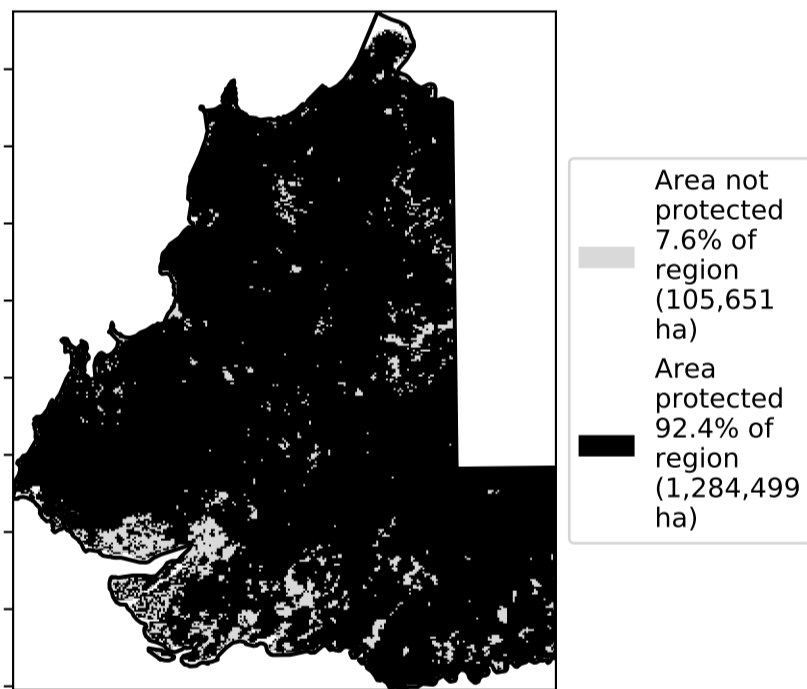 Area not
protected
7.6% of
region
(105,651
ha)
Area
protected
92.4% of
region
(1,284,499
ha)